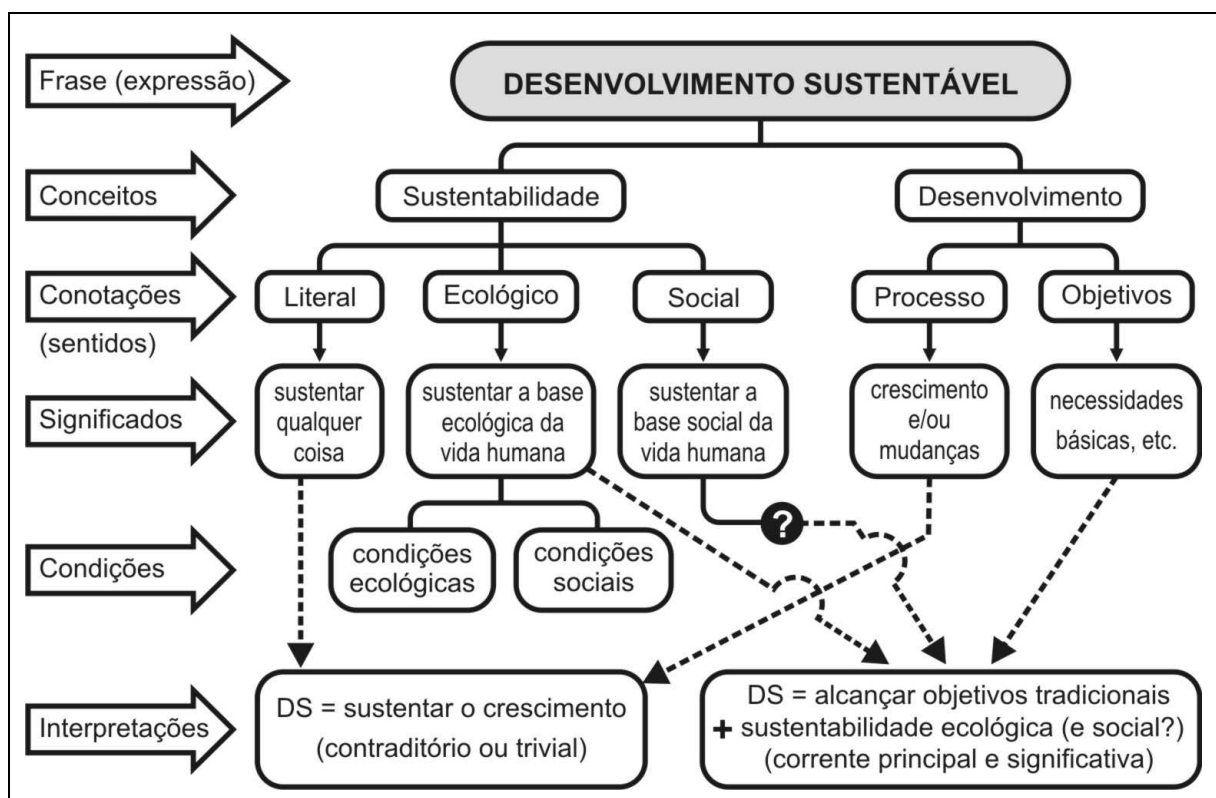 Frase (expressão)
DESENVOLVIMENTO SUSTENTÁVEL
Conceitos
Sustentabilidade
Desenvolvimento
Conotações
(sentidos)
Literal
Ecológico
Social
Processo
Objetivos
Significados
sustentar
qualquer
coisa
sustentar a base
ecológica da
vida humana
sustentar a
base social da
vida humana
crescimento
e/ou
mudanças
necessidades
básicas, etc.
?
Condições
condições
ecológicas
condições
sociais
Interpretações
DS = sustentar o crescimento
(contraditório ou trivial)
DS = alcançar objetivos tradicionais
+ sustentabilidade ecológica (e social?)
(corrente principal e significativa)